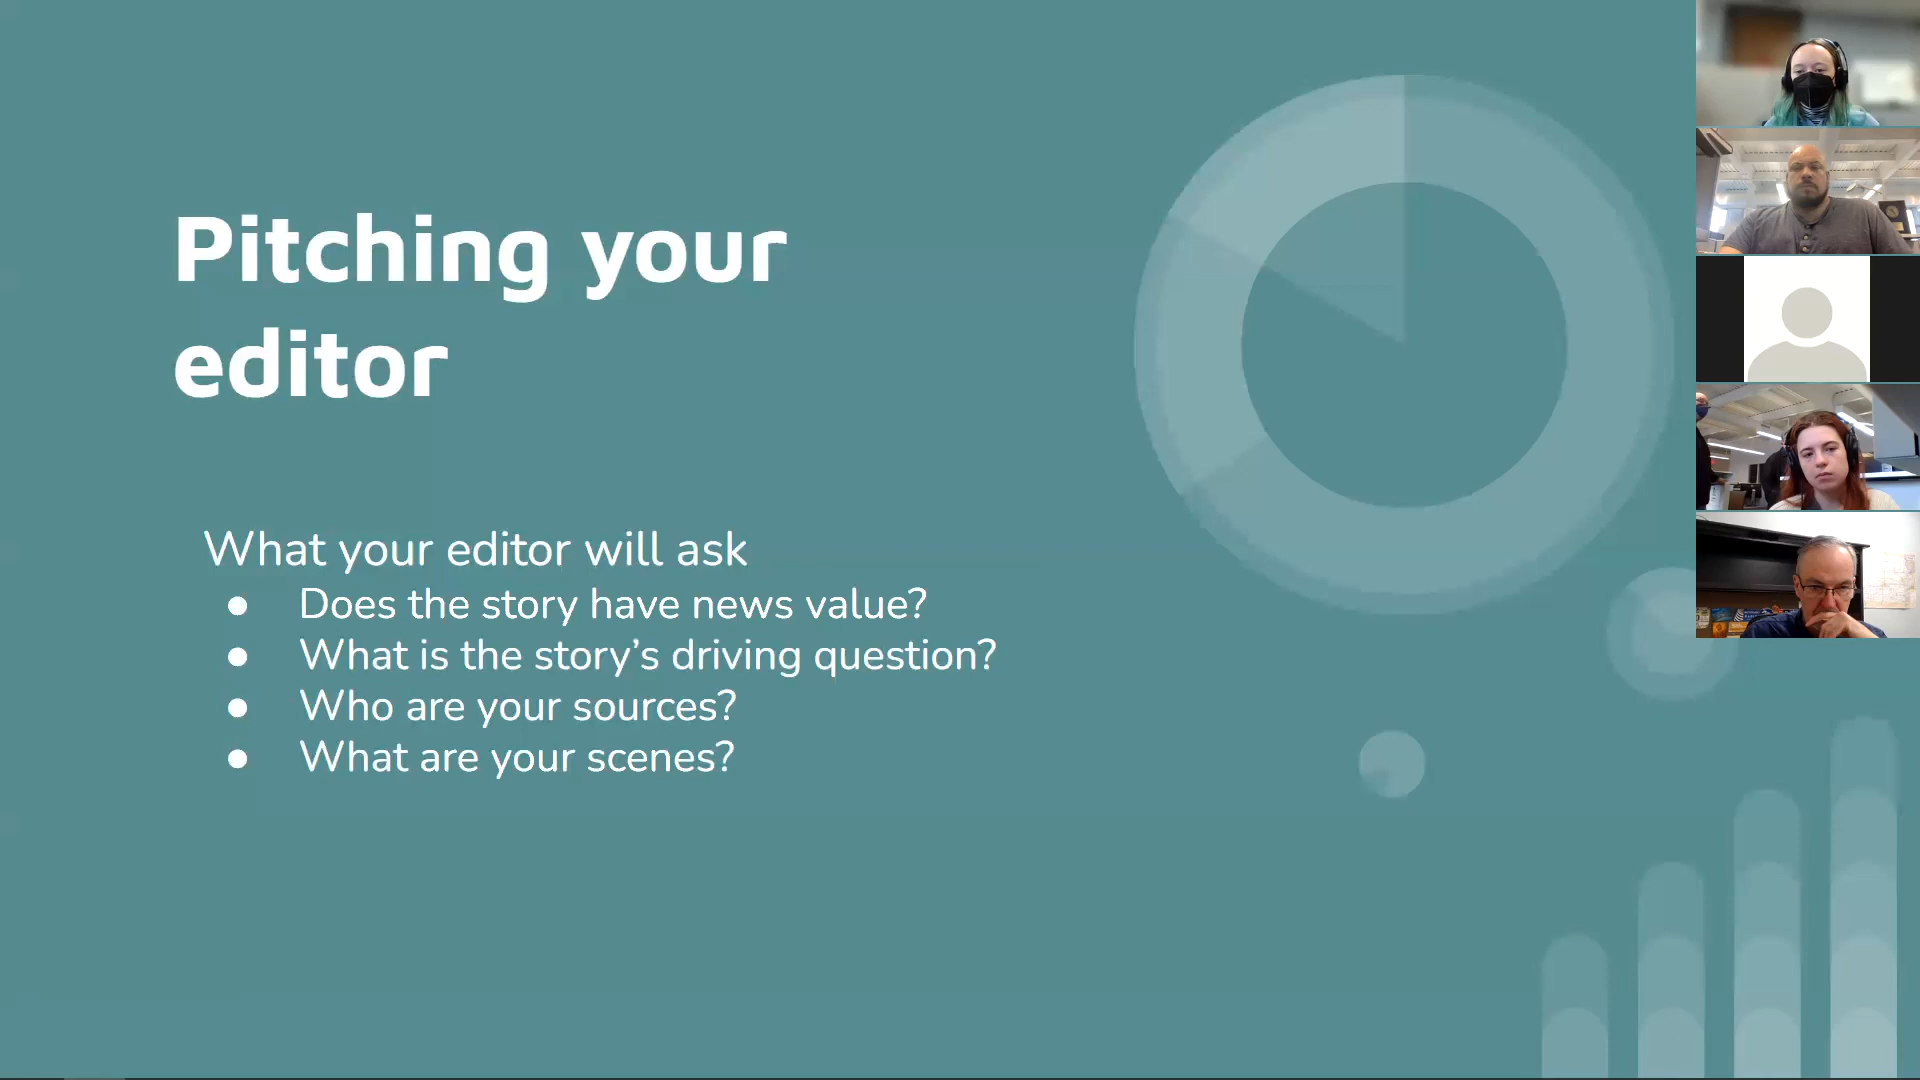 Pitching your
editor
What your editor will ask
● Does the story have news value?
● What is the story’s driving question?
● Who are your sources?
● What are your scenes?